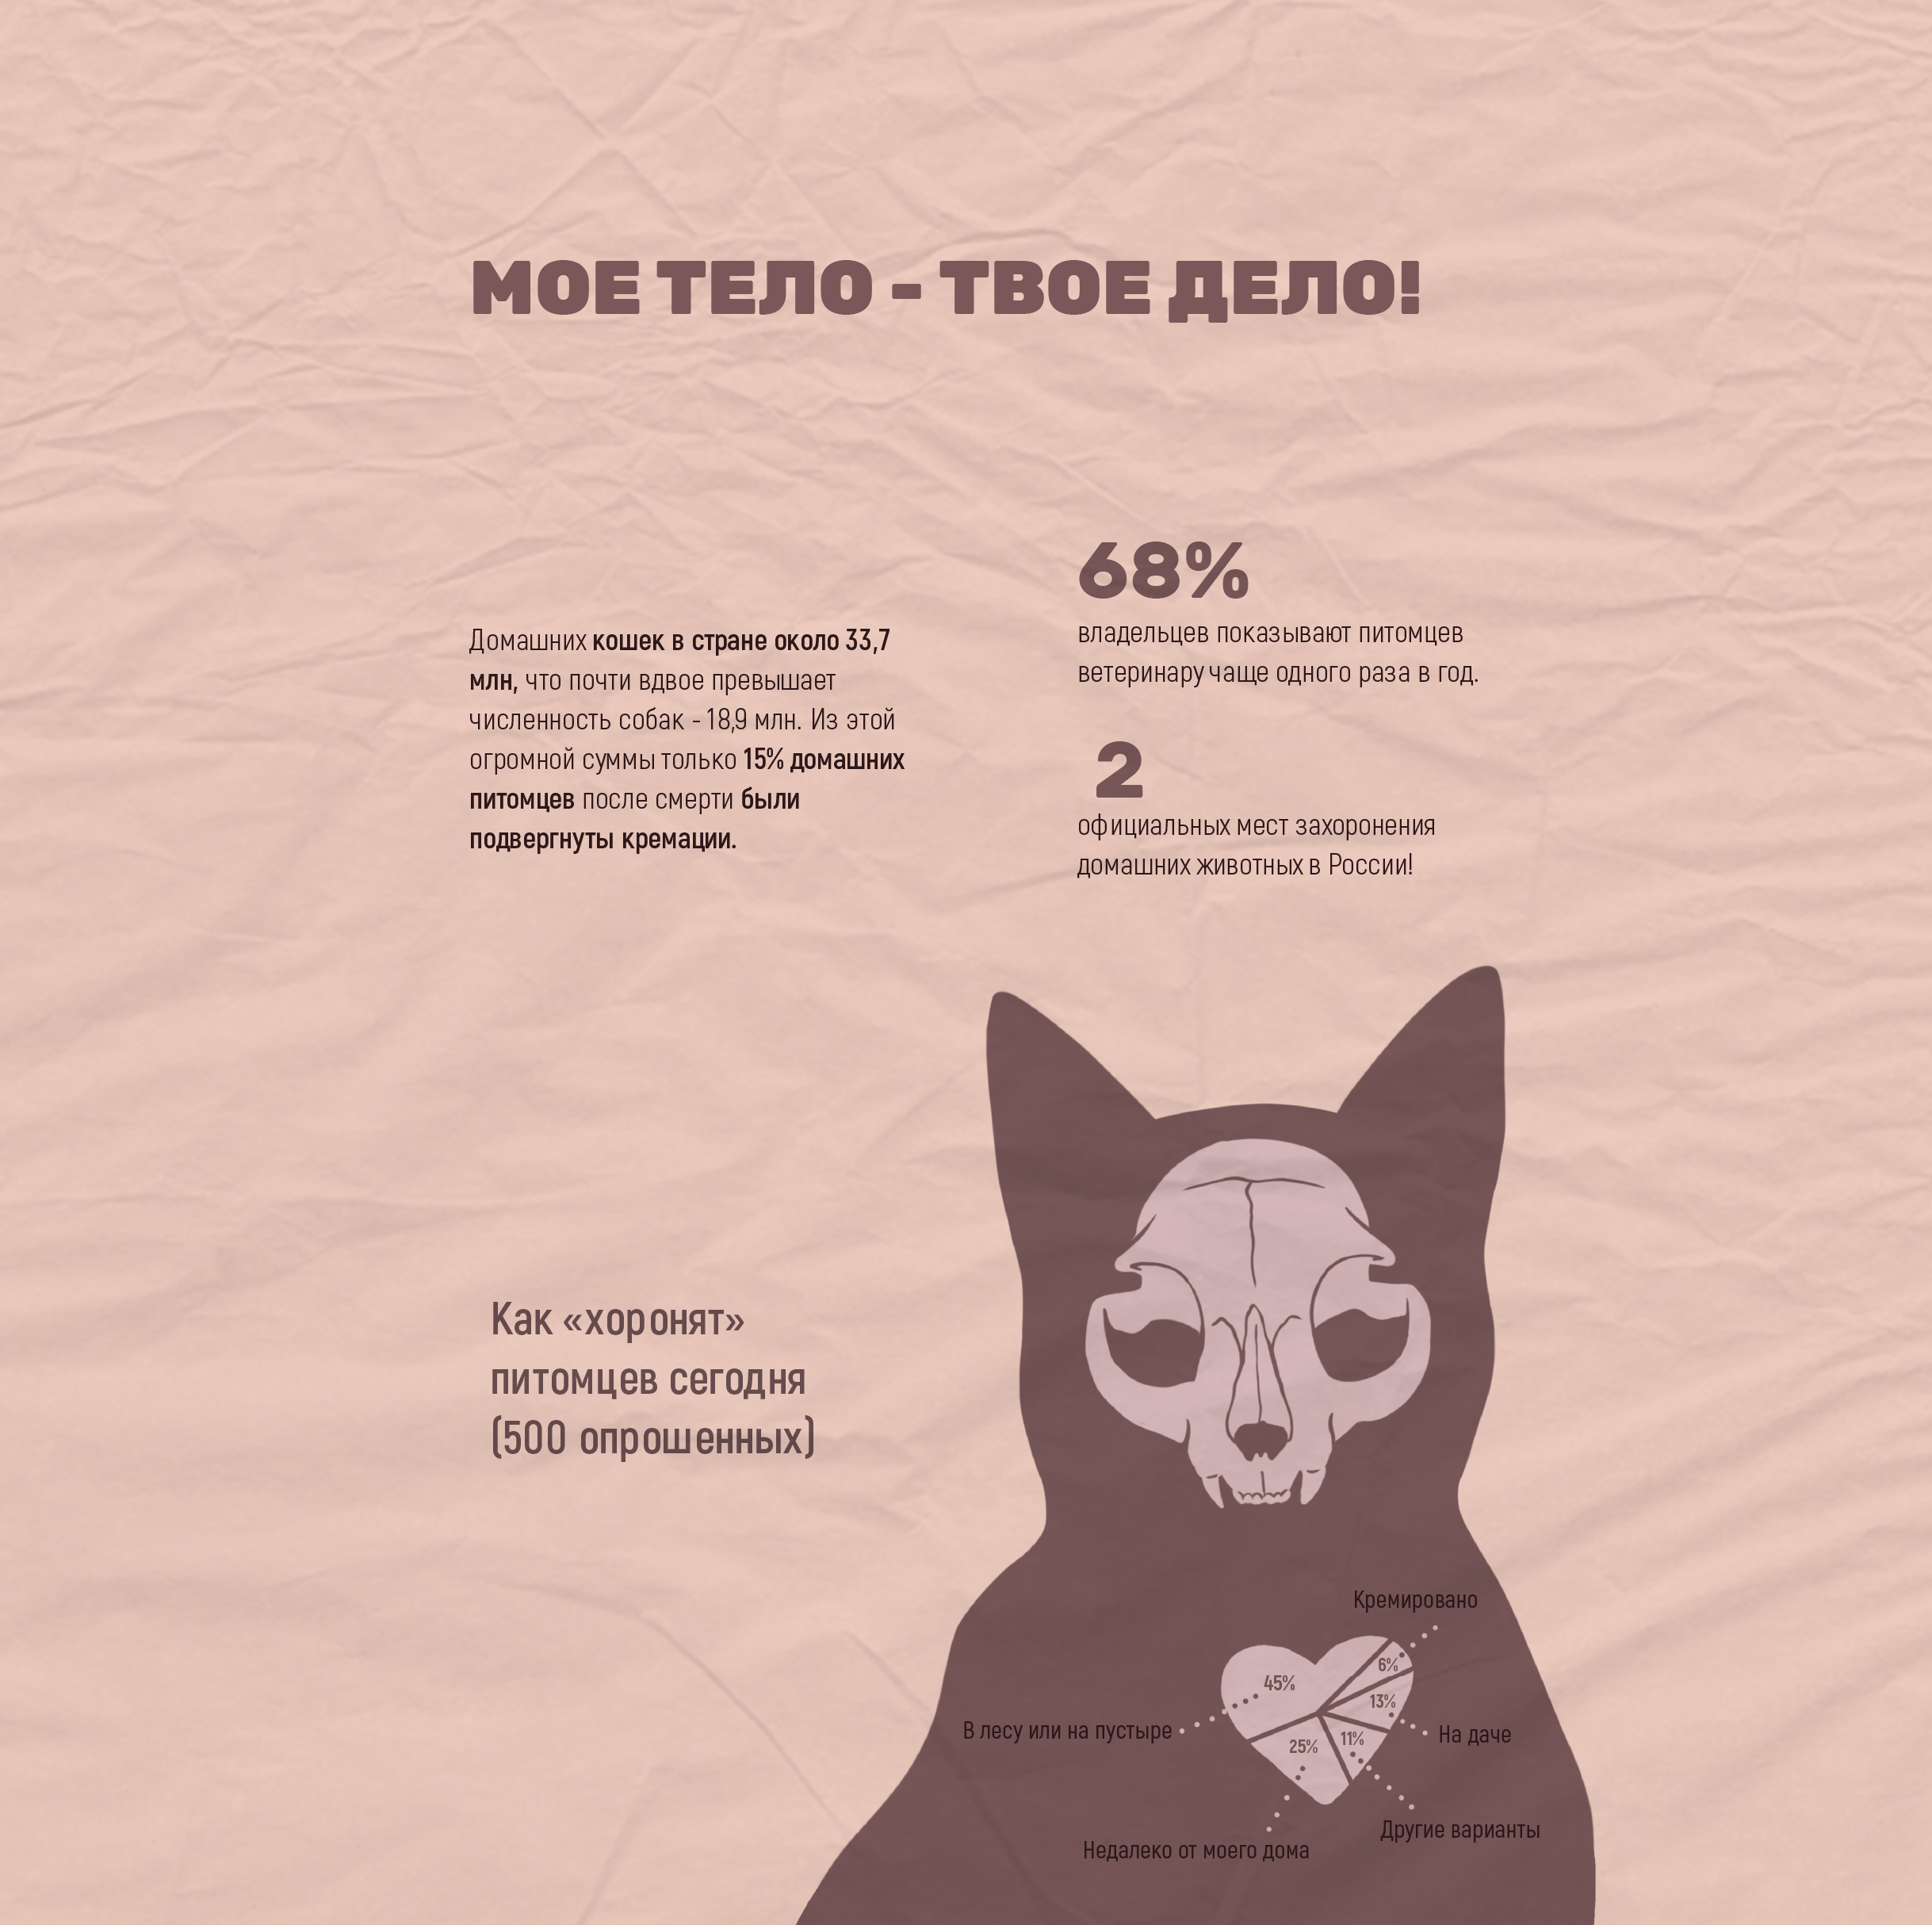 МОЕ ТЕЛО - ТВОЕ ДЕЛО!
Домашних кошек в стране около 33,7
млн, что почти вдвое превышает
численность собак - 18,9 млн. Из этой
огромной суммы только 15% домашних
питомцев после смерти были
подвергнуты кремации.
68%
владельцев показывают питомцев
ветеринару чаще одного раза в год.
2
официальных мест захоронения
домашних животных в России!
Как «хоронят»
питомцев сегодня
(500 опрошенных)
Кремировано
6%
45%
13%
В лесу или на пустыре
На даче
11%
25%
Другие варианты
Недалеко от моего дома